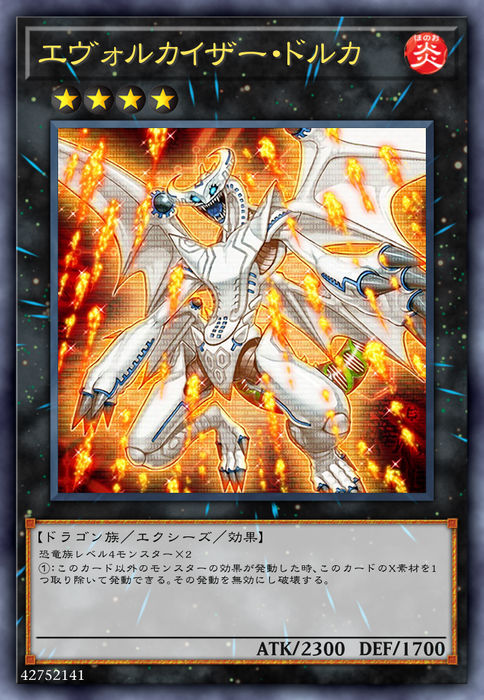 エヴォルカイザー・ドルカ
ほのお
炎
【ドラゴン族／エクシーズ／効果】
恐竜族レベル4モンスター×2
①:このカード以外のモンスターの効果が発動した時、このカードのX素材を1
つ取り除いて発動できる。その発動を無効にし破壊する。
ATK/2300 DEF/1700
42752141